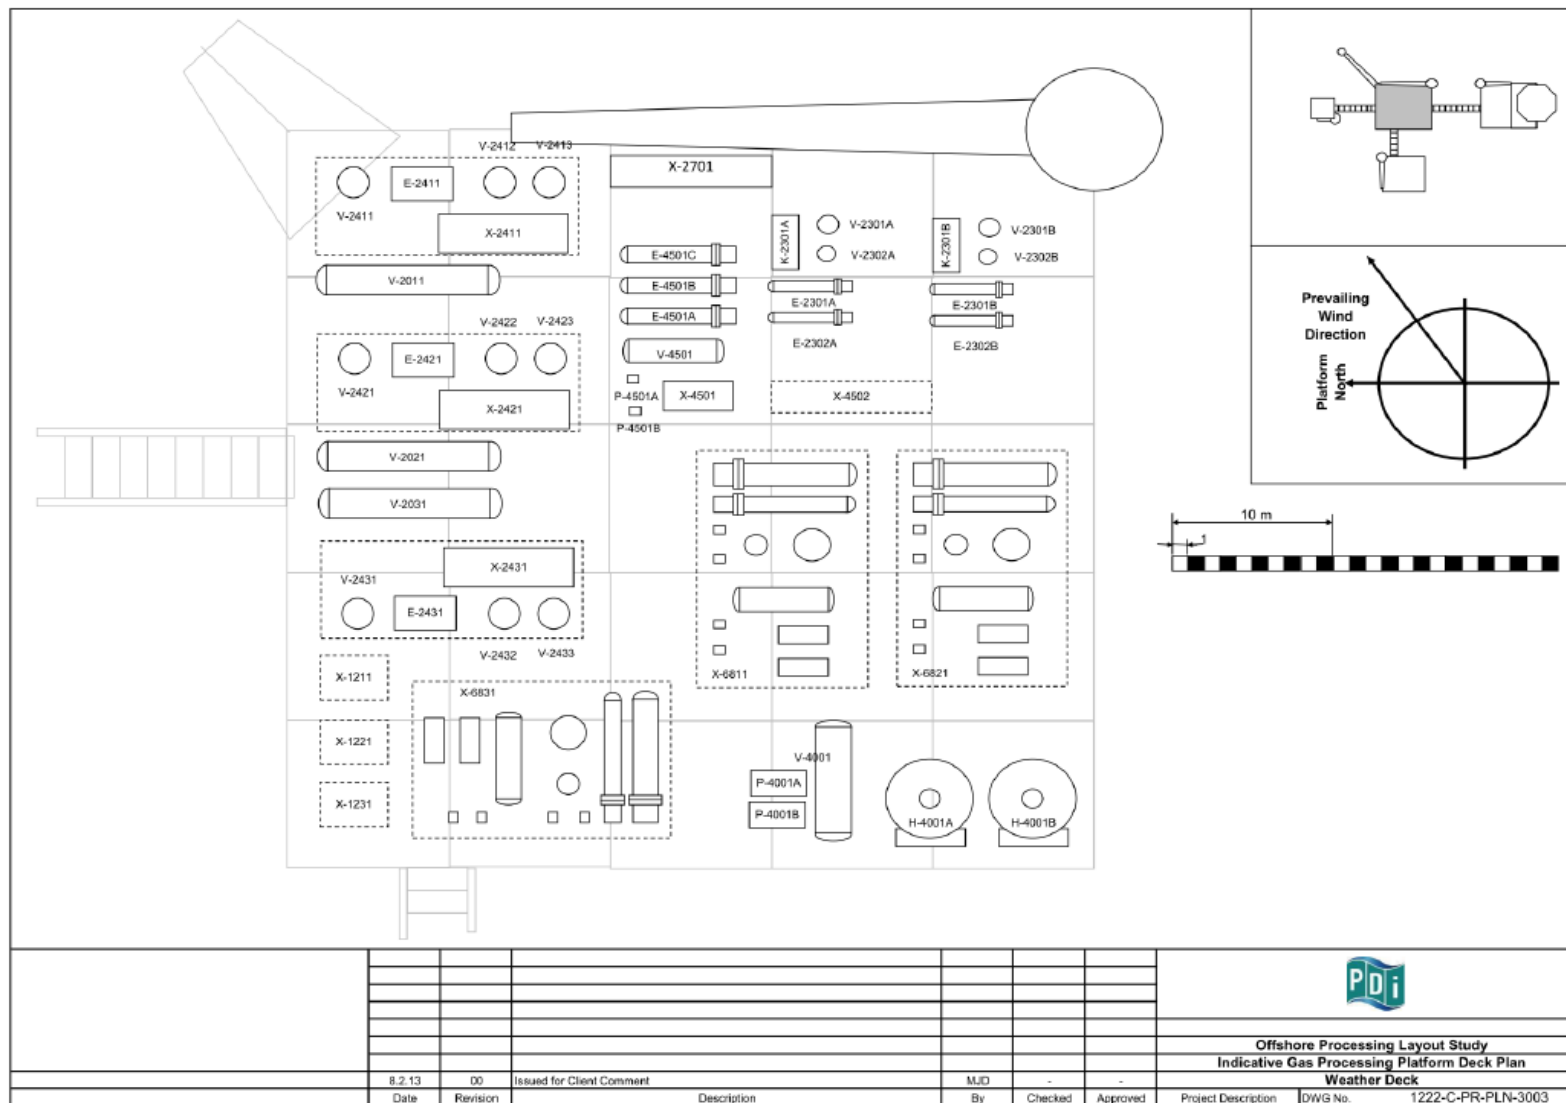 V-2412
V-2413
E-2411
V-2411
X-2411
X-2701
K-2301A
V-2301A
V-2302A
K-2301B
V-2301B
V-2302B
V-2011
E-4501C
E-4501B
E-4501A
E-2301A
E-2302A
E-2301B
E-2302B
V-2422
V-2423
E-2421
V-2421
X-2421
V-4501
P-4501A
X-4501
P-4501B
X-4502
V-2021
V-2031
X-2431
V-2431
E-2431
V-2432
V-2433
X-6811
X-6821
X-1211
X-6831
X-1221
X-1231
V-4001
P-4001A
P-4001B
H-4001A
H-4001B
Prevailing
Wind
Direction
Platform
North
10 m
1
PDi
Offshore Processing Layout Study
Indicative Gas Processing Platform Deck Plan
8.2.13 00 Issued for Client Comment MJD - - Weather Deck
Date Revision Description By Checked Approved Project Description DWG No. 1222-C-PR-PLN-3003